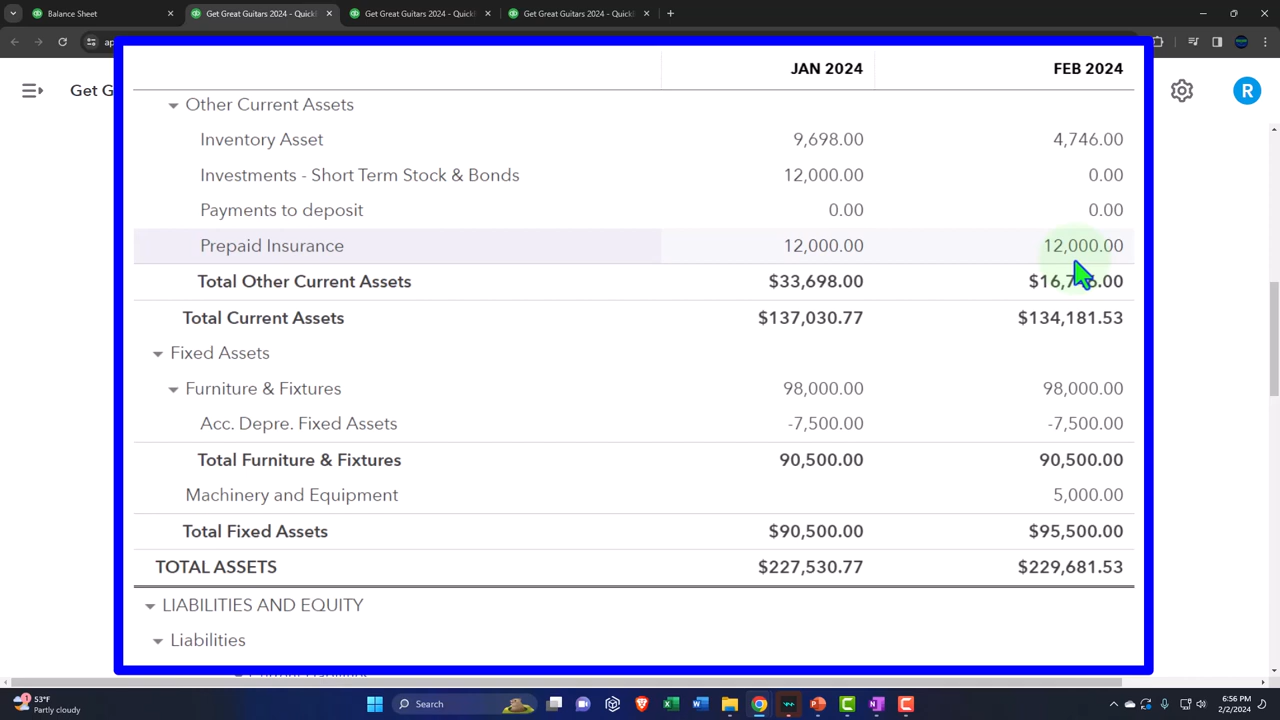 Balance Sheet
Get Great Guitars 2024 - Quick
Get Great Guitars 2024 - Quick
Get Great Guitars 2024 - Quick
Get G
R
JAN 2024 FEB 2024
Other Current Assets
Inventory Asset 9,698.00 4,746.00
Investments - Short Term Stock & Bonds 12,000.00 0.00
Payments to deposit 0.00 0.00
Prepaid Insurance 12,000.00 12,000.00
Total Other Current Assets $33,698.00
Total Current Assets $137,030.77 $134,181.53
Fixed Assets
Furniture & Fixtures 98,000.00 98,000.00
Acc. Depre. Fixed Assets -7,500.00 -7,500.00
Total Furniture & Fixtures 90,500.00 90,500.00
Machinery and Equipment 5,000.00
Total Fixed Assets $90,500.00 $95,500.00
TOTAL ASSETS $227,530.77 $229,681.53
LIABILITIES AND EQUITY
Liabilities
53°F
Partly cloudy
Search
6:56 PM
2/2/2024